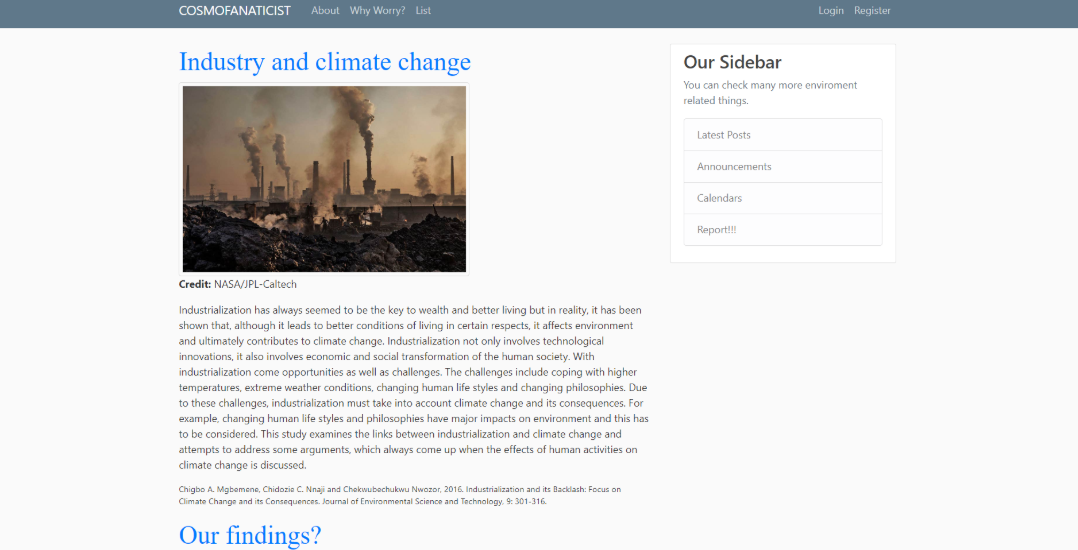 COSMOFANATICIST About Why Worry? List Login Register
Industry and climate change
Credit: NASA/JPL-Caltech
Industrialization has always seemed to be the key to wealth and better living but in reality, it has been
shown that, although it leads to better conditions of living in certain respects, it affects environment
and ultimately contributes to climate change. Industrialization not only involves technological
innovations, it also involves economic and social transformation of the human society. With
industrialization come opportunities as well as challenges. The challenges include coping with higher
temperatures, extreme weather conditions, changing human life styles and changing philosophies. Due
to these challenges, industrialization must take into account climate change and its consequences. For
example, changing human life styles and philosophies have major impacts on environment and this has
to be considered. This study examines the links between industrialization and climate change and
attempts to address some arguments, which always come up when the effects of human activities on
climate change is discussed.
Chigbo A. Mgbemene, Chidozie C. Nnaji and Chekwubechukwu Nwozor, 2016. Industrialization and its Backlash: Focus on
Climate Change and its Consequences. Journal of Environmental Science and Technology, 9: 301-316.
Our findings?
Our Sidebar
You can check many more enviroment
related things.
Latest Posts
Announcements
Calendars
Report!!!